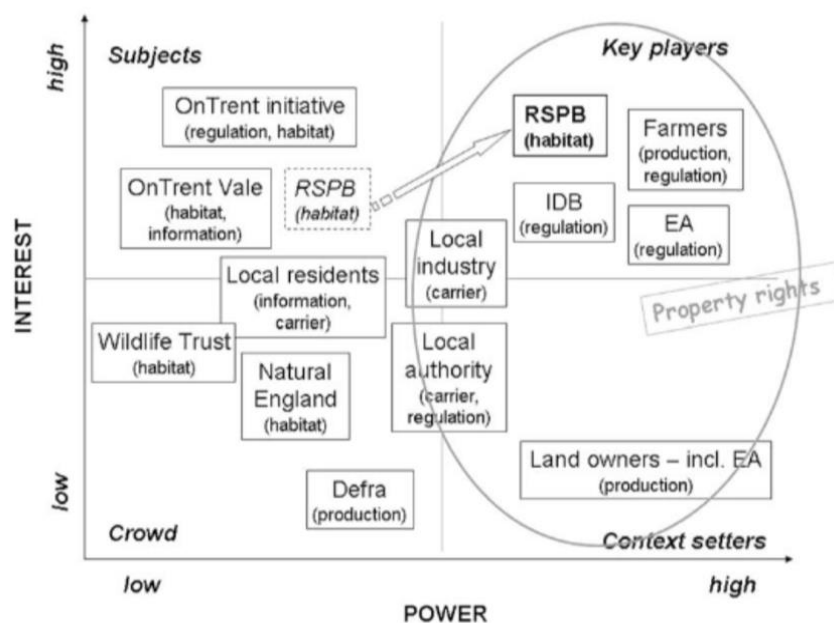 high
Subjects
Key players
OnTrent initiative
(regulation, habitat)
RSPB
(habitat)
Farmers
(production,
regulation)
OnTrent Vale
(habitat,
information)
RSPB
(habitat)
IDB
(regulation)
EA
(regulation)
Local
industry
(carrier)
INTEREST
Local residents
(information,
carrier)
Property rights
Wildlife Trust
(habitat)
Natural
England
(habitat)
Local
authority
(carrier,
regulation)
Land owners – incl. EA
(production)
Defra
(production)
low
Crowd
Context setters
low
high
POWER